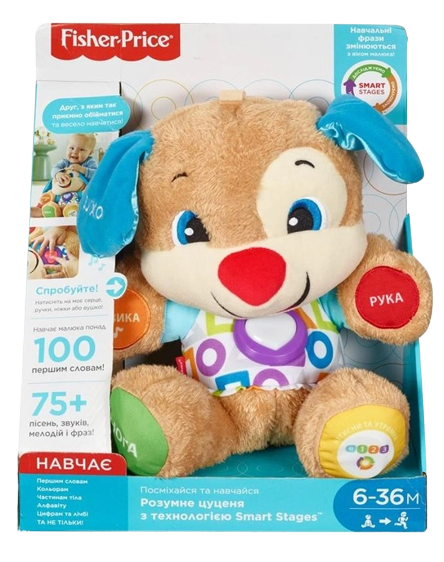 Fisher-Price®
Навчальні
фрази
змінюються
з віком малюка!
SMART
STAGES
Друг, з яким так
приємно обійматися
та весело навчатися!
ВУХО
Спробуйте!
Натисніть на моє серце,
ручки, ніжки або вушко!
РУКА
Навчає малюка понад
100
першим словам!
75+
пісень, звуків,
мелодій і фраз!
123
НАВЧАЄ
Першим словам
Кольорам
Частинам тіла
Алфавіту
Цифрам та лічбі
ТА НЕ ТІЛЬКИ!
Посміхайся та навчайся
Розумне цуценя
з технологією Smart Stages™
6-36 М